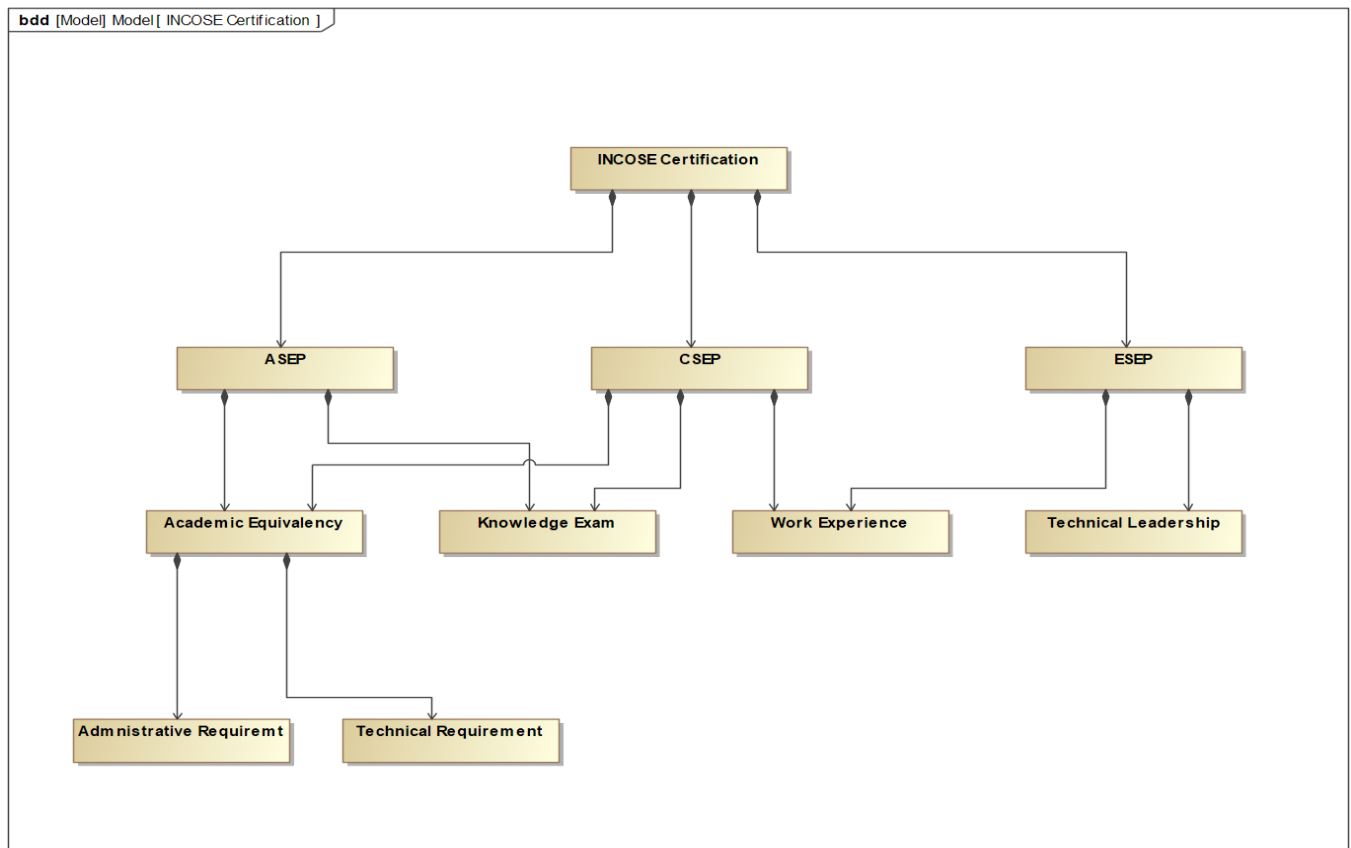 bdd [Model] Model[ INCOSE Certification ]
INCOSE Certification
ASEP
CSEP
ESEP
Academic Equivalency
Knowledge Exam
Work Experience
Technical Leadership
Admnistrative Requiremt
Technical Requirement